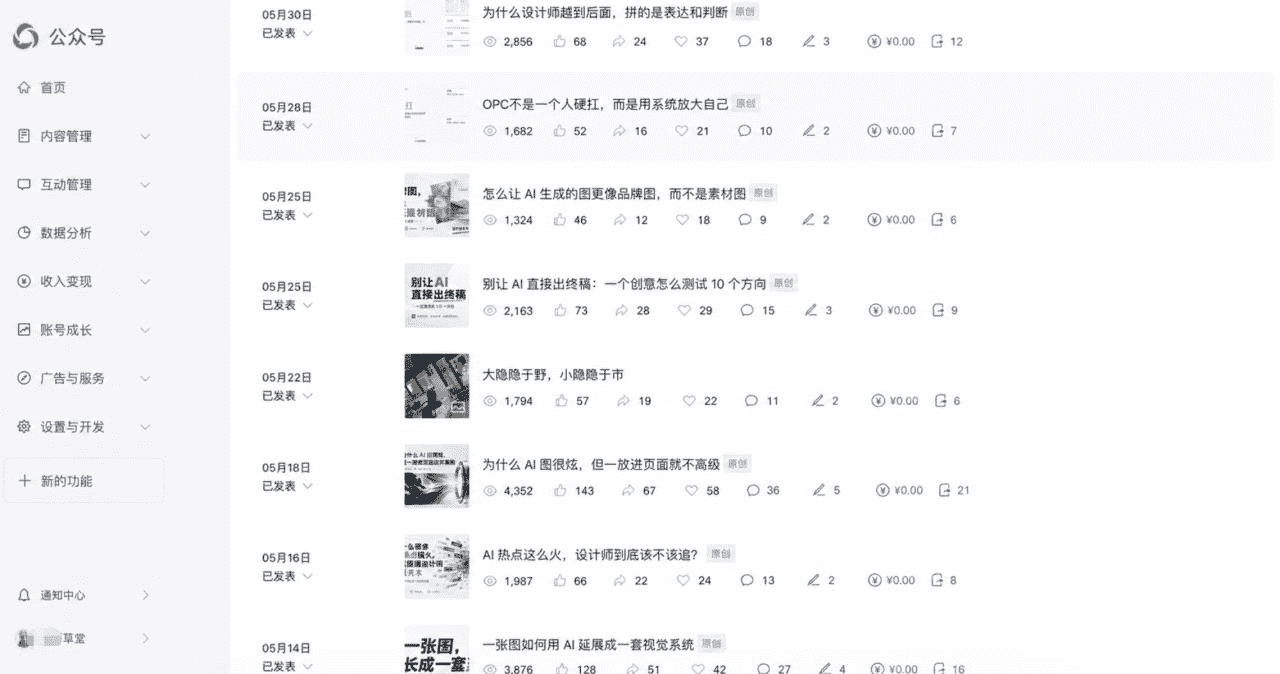 公众号
首页
内容管理
互动管理
数据分析
收入变现
账号成长
广告与服务
设置与开发
新的功能
通知中心
草堂
05月30日
已发表
为什么设计师越到后面，拼的是表达和判断 原创
2,856 68 24 37 18 3 ¥0.00 12
05月28日
已发表
OPC不是一个人硬扛，而是用系统放大自己 原创
1,682 52 16 21 10 2 ¥0.00 7
05月25日
已发表
怎么让 AI 生成的图更像品牌图，而不是素材图 原创
1,324 46 12 18 9 2 ¥0.00 6
05月25日
已发表
别让AI
直接出终稿
别让 AI 直接出终稿：一个创意怎么测试 10 个方向 原创
2,163 73 28 29 15 3 ¥0.00 9
05月22日
已发表
大隐隐于野，小隐隐于市
1,794 57 19 22 11 2 ¥0.00 6
05月18日
已发表
为什么 AI 图很炫，但一放进页面就不高级 原创
4,352 143 67 58 36 5 ¥0.00 21
05月16日
已发表
AI 热点这么火，设计师到底该不该追？ 原创
1,987 66 22 24 13 2 ¥0.00 8
05月14日
已发表
一张图，
长成一套
一张图如何用 AI 延展成一套视觉系统 原创
3,876 128 51 42 27 4 ¥0.00 16